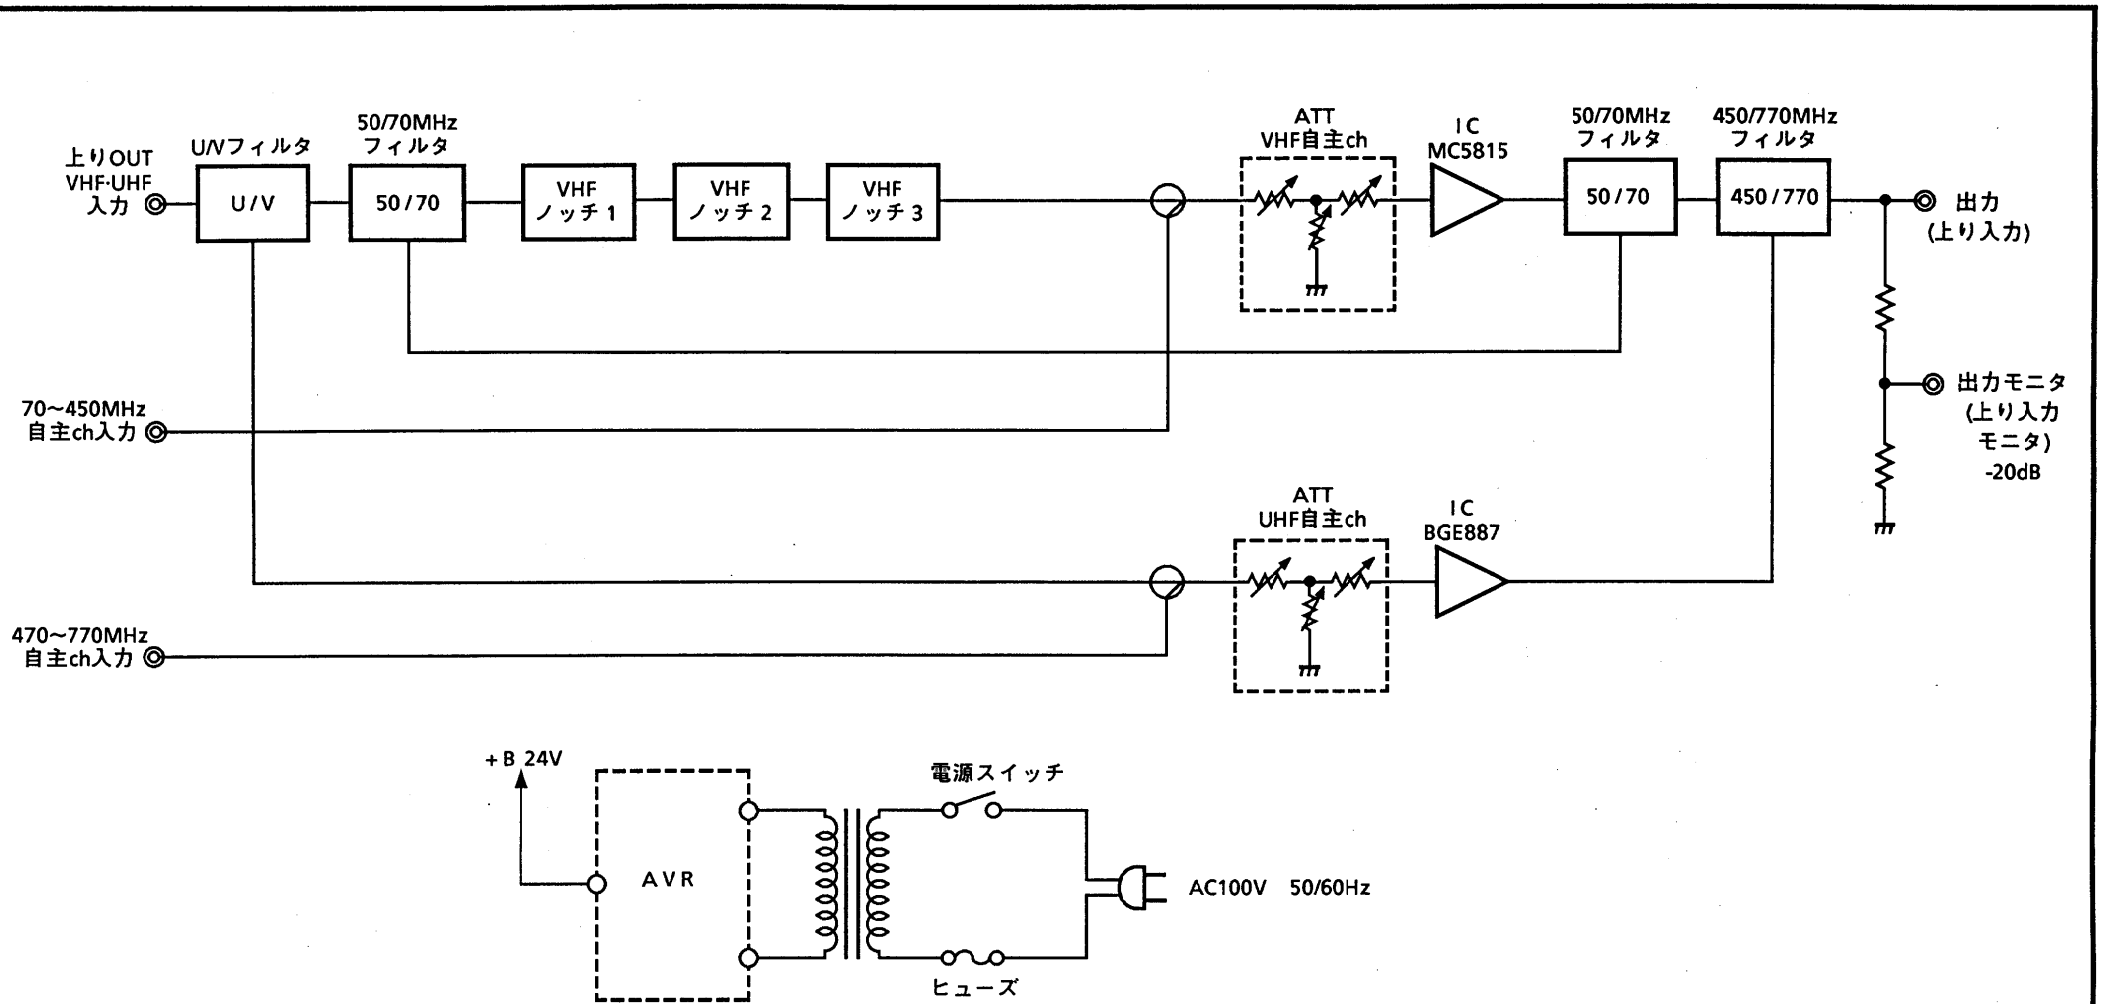 上りOUT
VHF·UHF
入力
U/Vフィルタ
U/V
50/70MHz
フィルタ
50/70
VHF
ノッチ1
VHF
ノッチ2
VHF
ノッチ3
ATT
VHF自主ch
IC
MC5815
50/70MHz
フィルタ
50/70
450/770MHz
フィルタ
450/770
出力
(上り入力)
70~450MHz
自主ch入力
出力モニタ
(上り入力
モニタ)
-20dB
ATT
UHF自主ch
IC
BGE887
470~770MHz
自主ch入力
+B 24V
AVR
電源スイッチ
AC100V 50/60Hz
ヒューズ